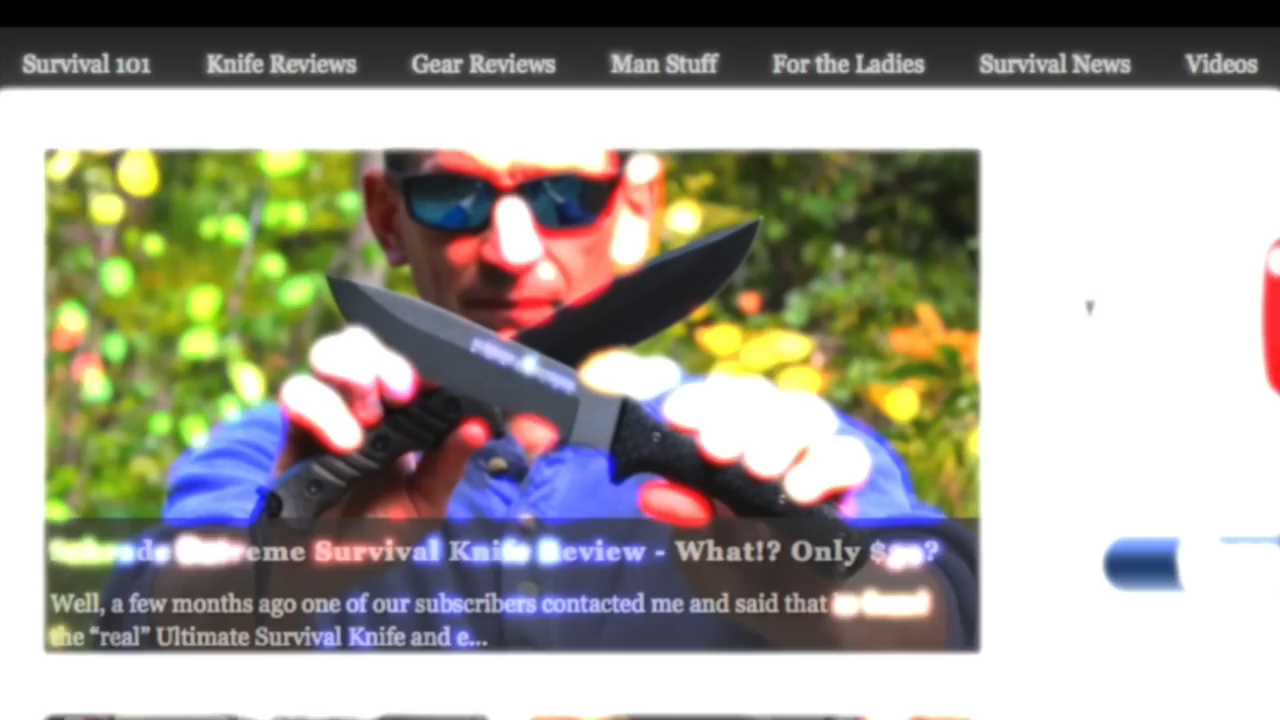 Survival 101 Knife Reviews Gear Reviews Man Stuff For the Ladies Survival News Videos
Extreme Survival Knife Review - What!? Only
Well, a few months ago one of our subscribers contacted me and said that
the “real” Ultimate Survival Knife and e...